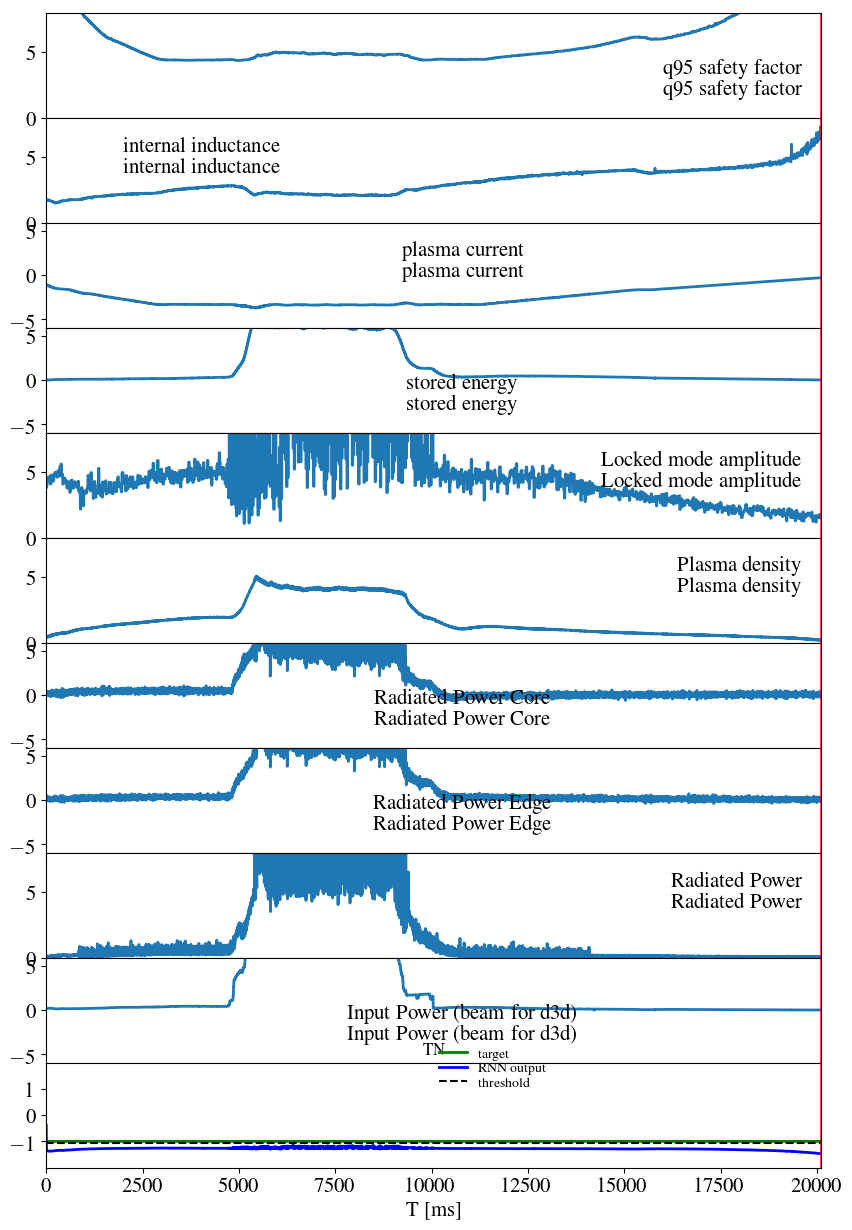 5
q95 safety factor
q95 safety factor
0
internal inductance
5
internal inductance
0
5
plasma current
0
plasma current
−5
5
0
stored energy
stored energy
−5
Locked mode amplitude
5
Locked mode amplitude
Plasma density
5
Plasma density
0
5
0
Radiated Power Core
Radiated Power Core
−5
5
0
Radiated Power Edge
Radiated Power Edge
−5
Radiated Power
5
Radiated Power
0
5
0
Input Power (beam for d3d)
Input Power (beam for d3d)
TN
−5
target
RNN output
threshold
1
0
−1
0 2500 5000 7500 10000 12500 15000 17500 20000
T [ms]